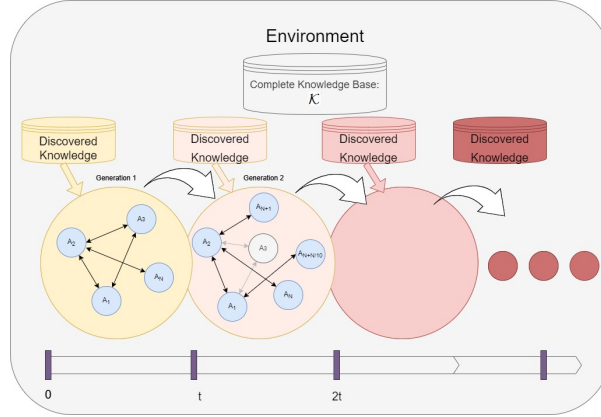 Environment
Complete Knowledge Base:
𝒦
Discovered
Knowledge
Discovered
Knowledge
Discovered
Knowledge
Discovered
Knowledge
Generation 1
Generation 2
A3
A2
AN
A1
AN+1
A2
A3
AN+N/10
AN
A1
0
t
2t